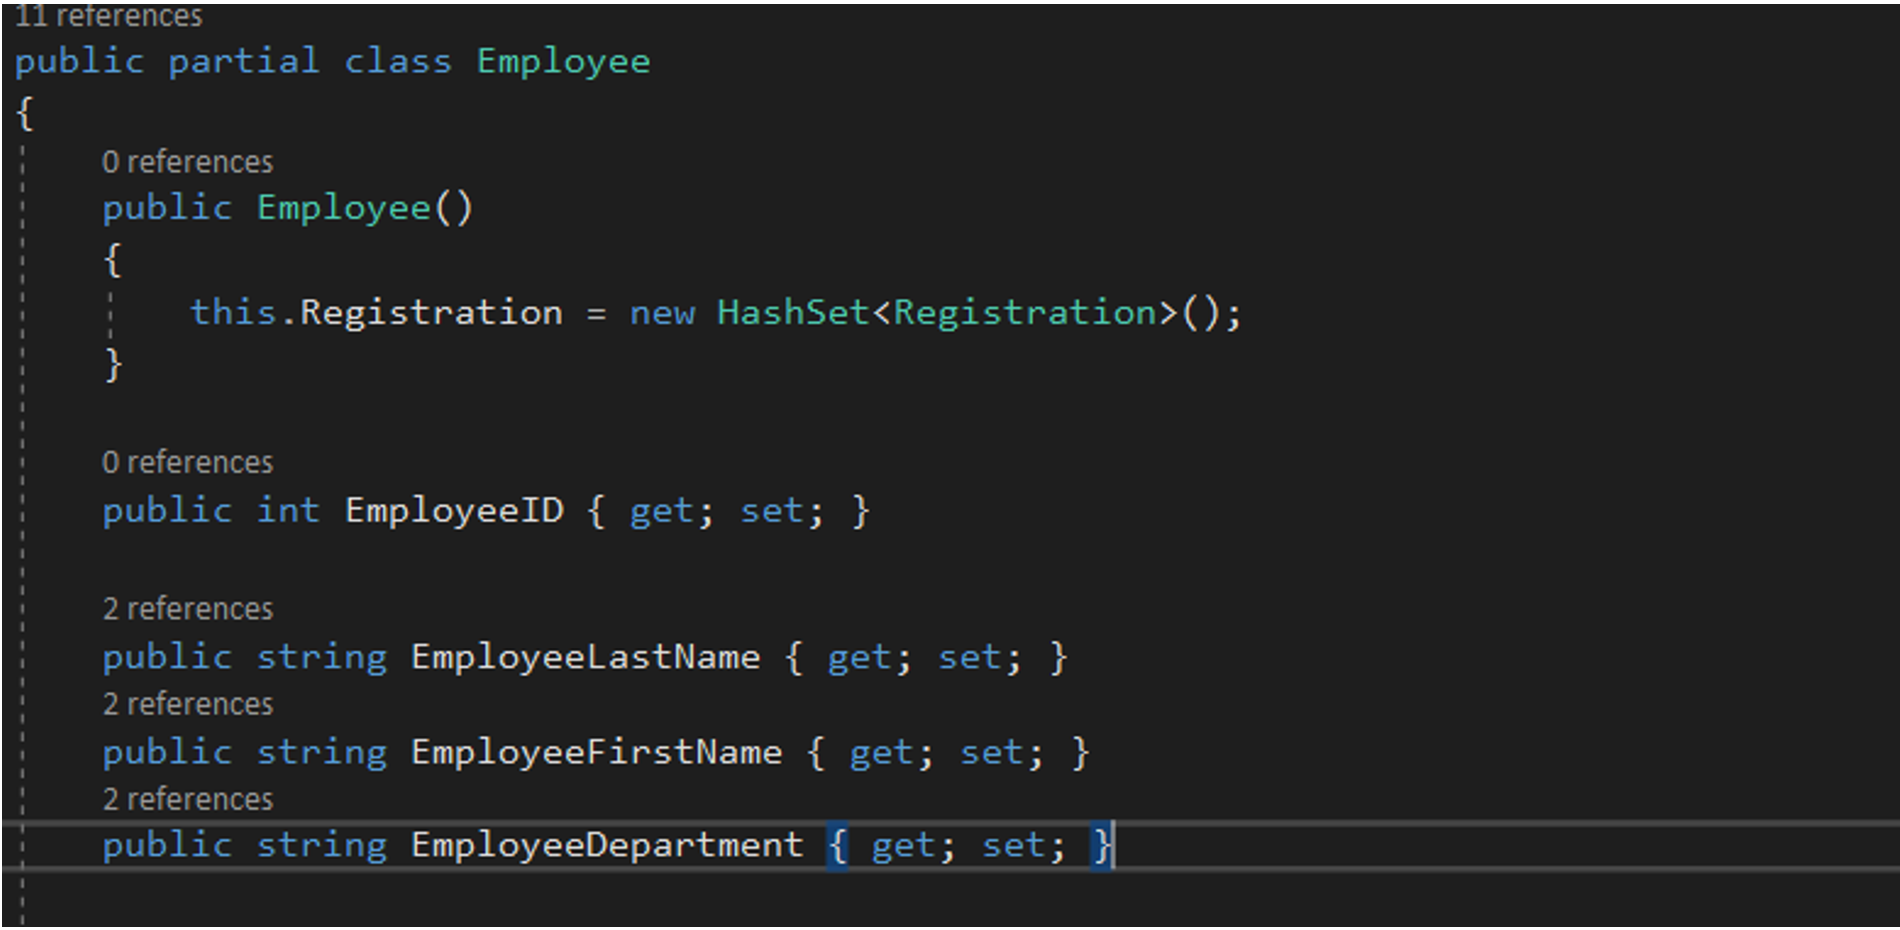 11 references
public partial class Employee
{
0 references
public Employee()
{
this.Registration = new HashSet<Registration>();
}
0 references
public int EmployeeID { get; set; }
2 references
public string EmployeeLastName { get; set; }
2 references
public string EmployeeFirstName { get; set; }
2 references
public string EmployeeDepartment { get; set; }